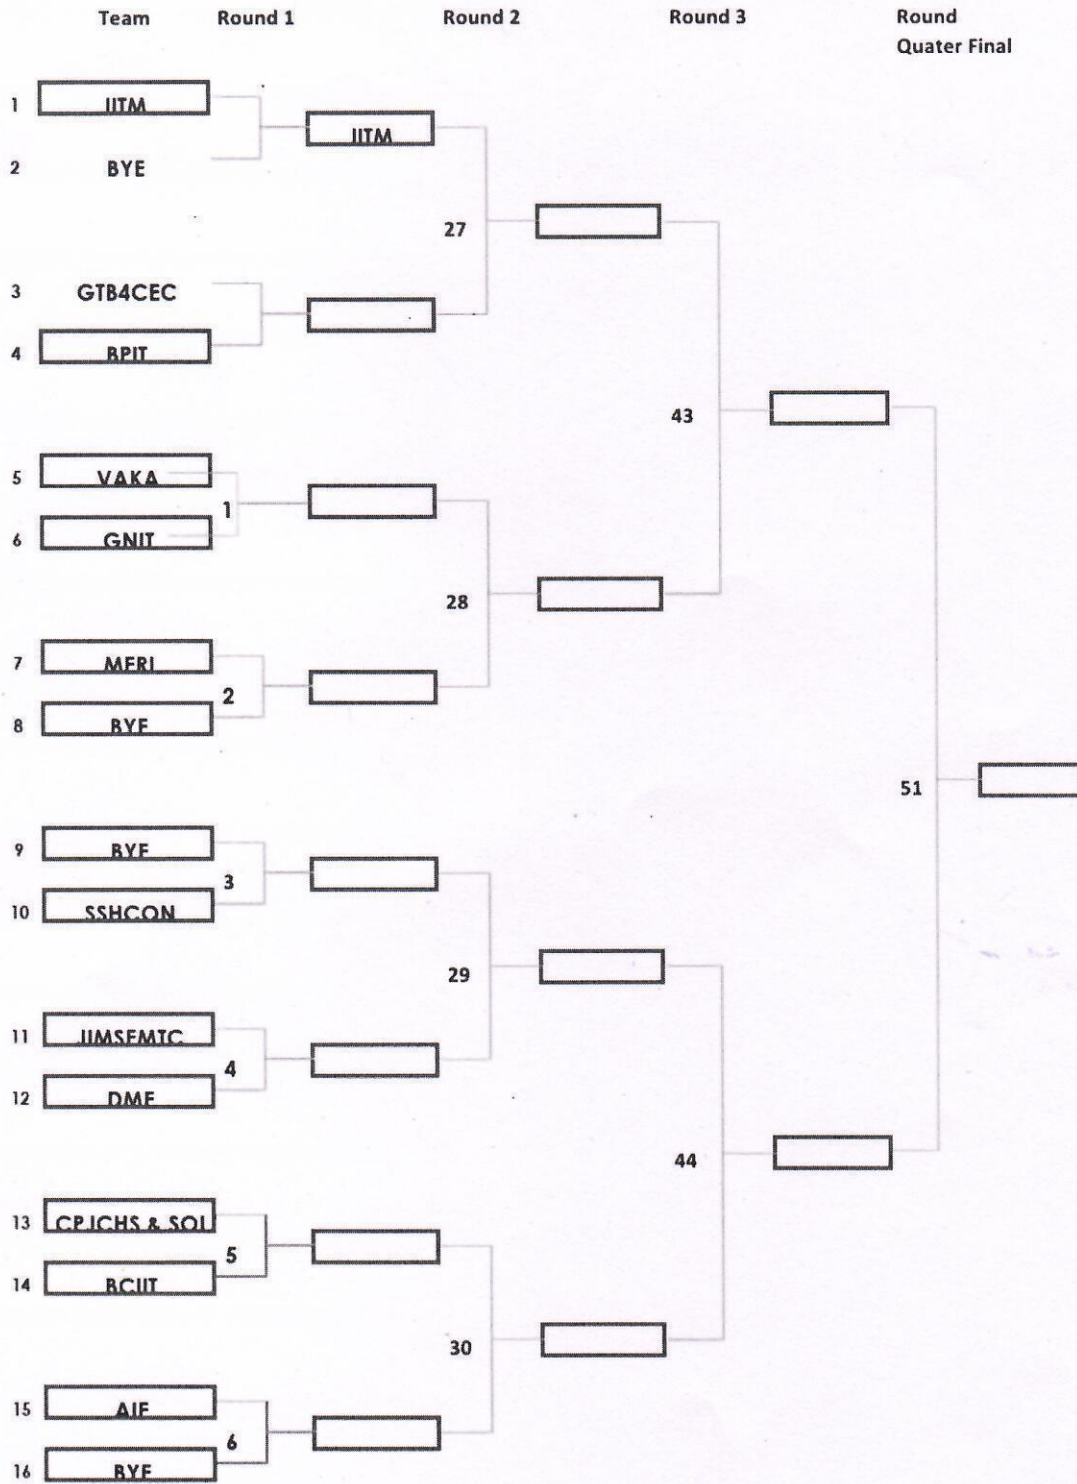 Team Round 1 Round 2 Round 3 Round
Quater Final
1 IITM
IITM
2 BYE
27
3 GTB4CEC
4 BPIT
43
5 VAKA
1
6 GNIT
28
7 MERI
2
8 BYE
51
9 BYE
3
10 SSHCON
29
11 JIMSEMTC
4
12 DME
44
13 CPJCHS & SOL
5
14 BCIIT
30
15 AIE
6
16 BYE